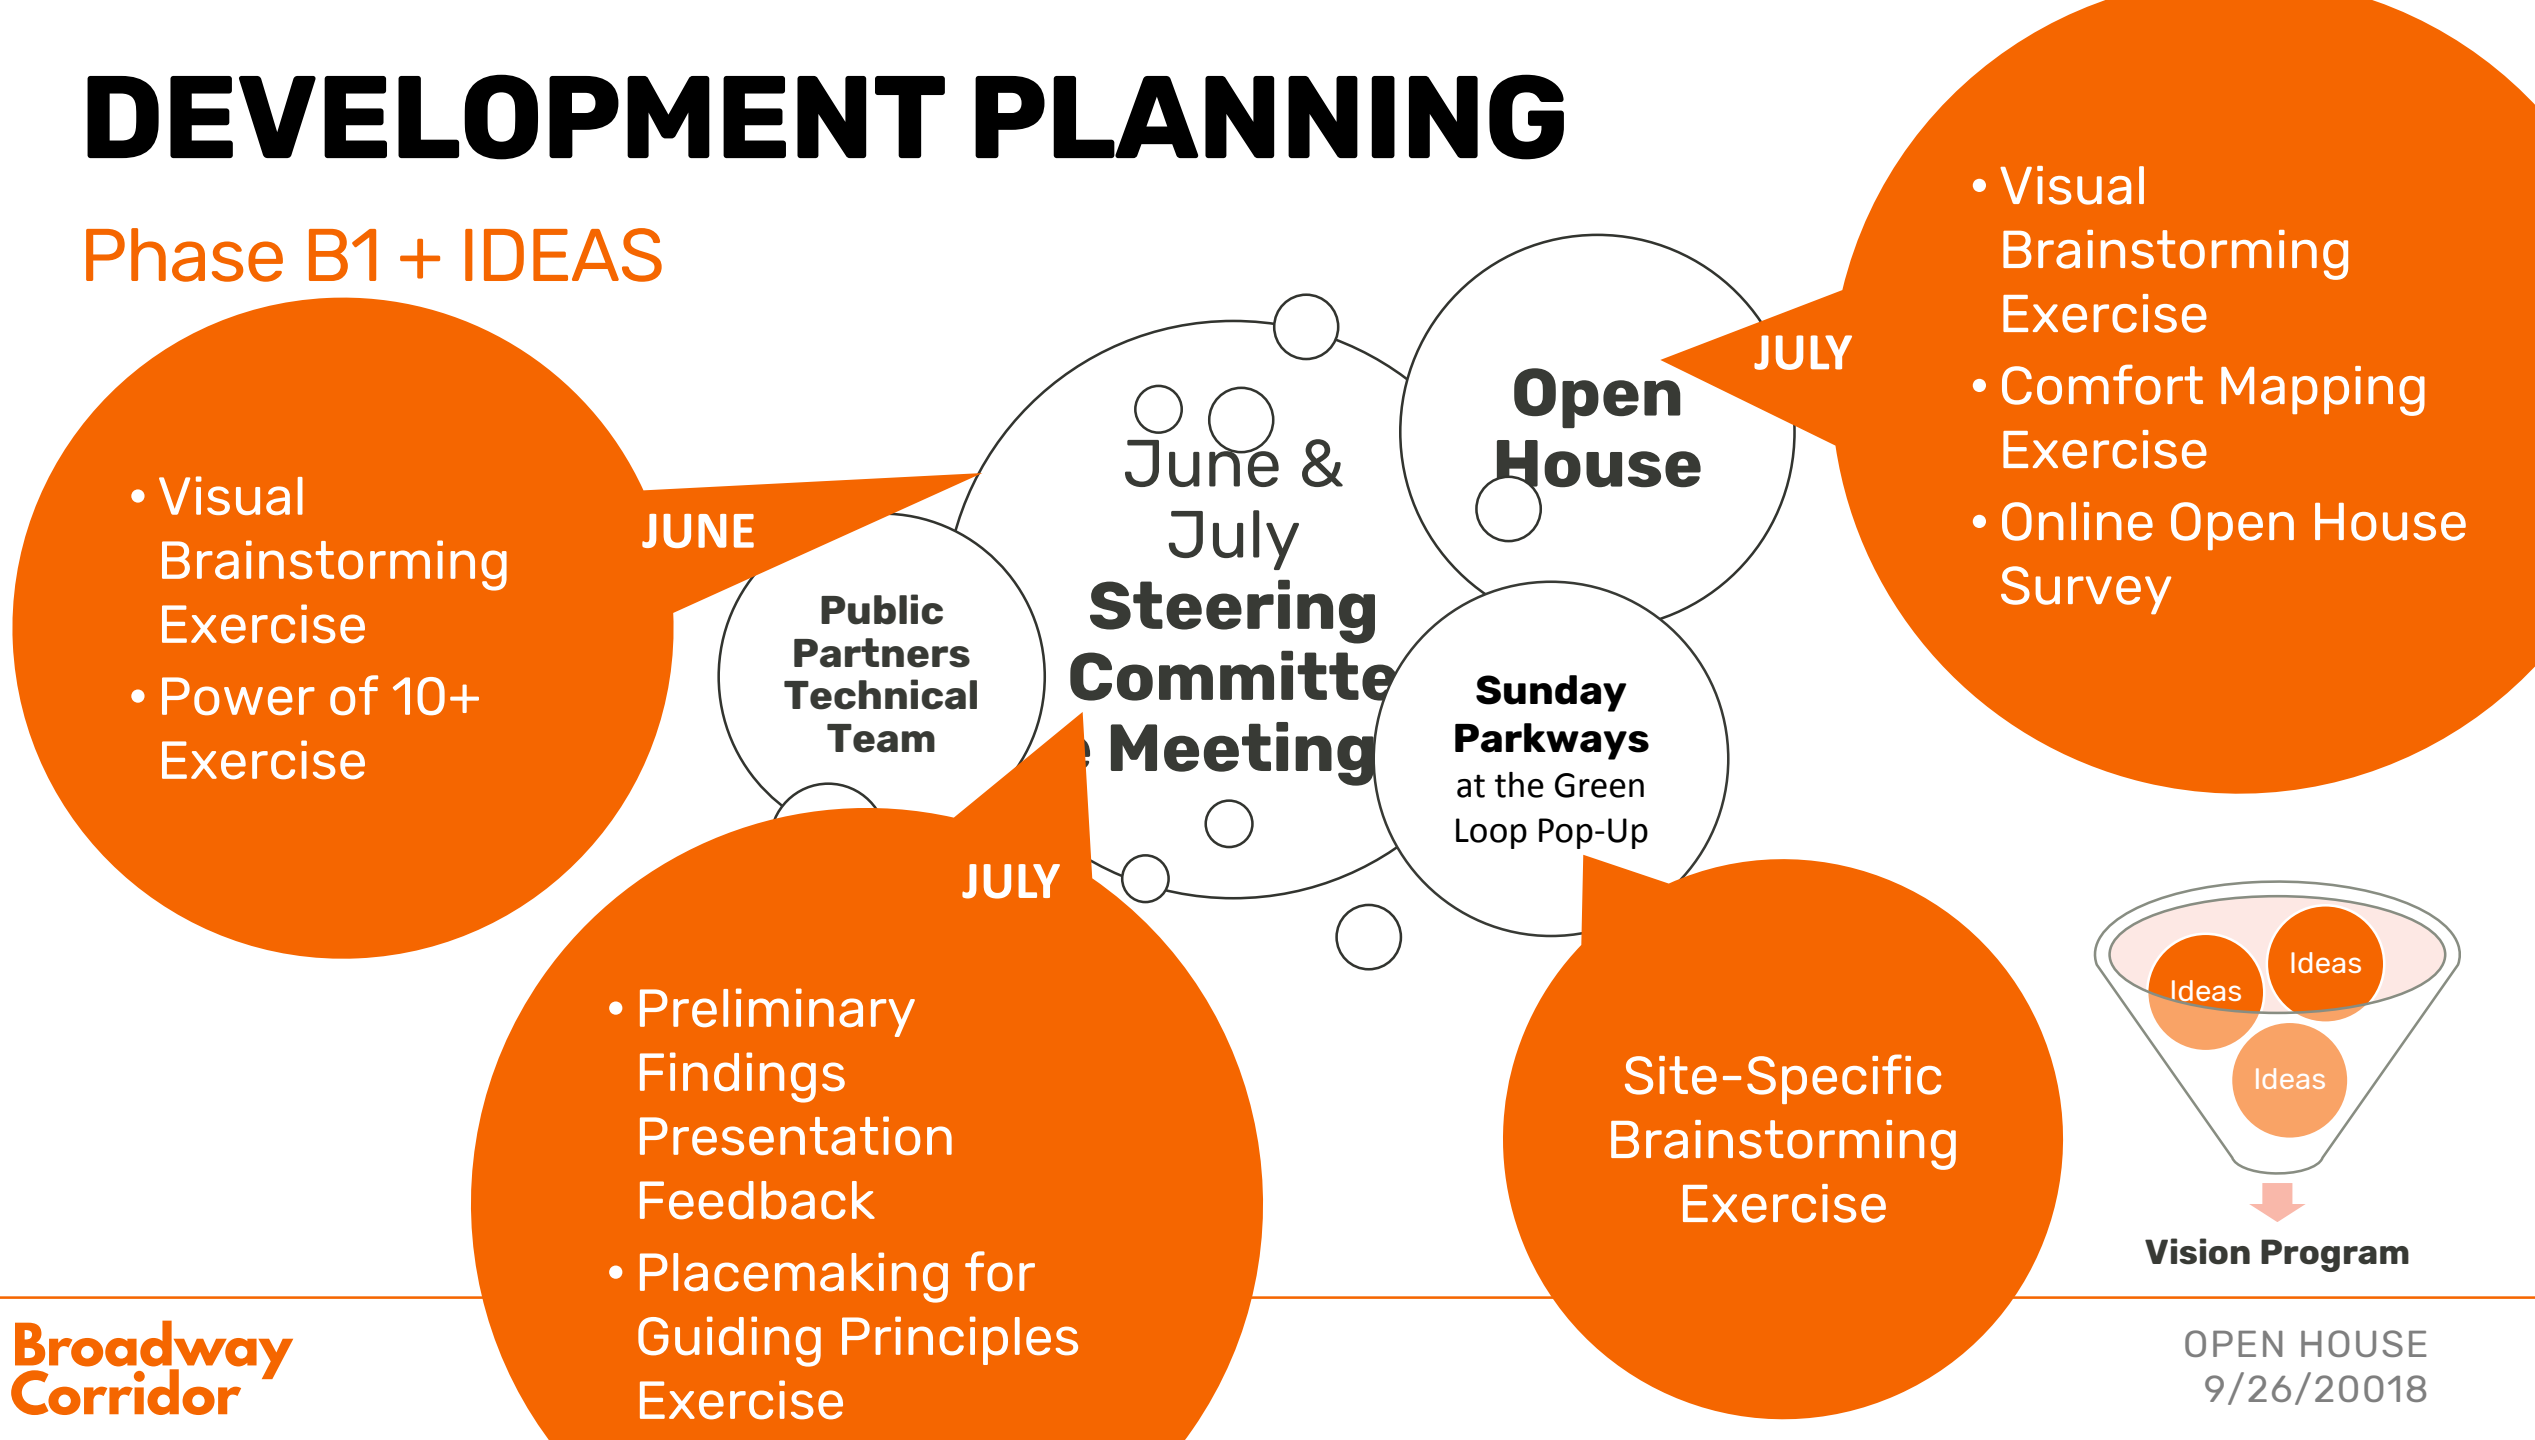 DEVELOPMENT PLANNING
Phase B1 + IDEAS
• Visual
Brainstorming
Exercise
• Power of 10+
Exercise
JUNE
Public
Partners
Technical
Team
June &
July
Steering
Committe
e Meeting
Open
House
JULY
• Visual
Brainstorming
Exercise
• Comfort Mapping
Exercise
• Online Open House
Survey
Sunday
Parkways
at the Green
Loop Pop-Up
JULY
• Preliminary
Findings
Presentation
Feedback
• Placemaking for
Guiding Principles
Exercise
Site-Specific
Brainstorming
Exercise
Ideas
Ideas
Ideas
Vision Program
Broadway
Corridor
OPEN HOUSE
9/26/20018